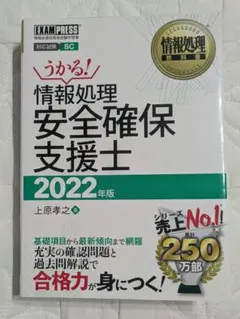 EXAMPRESS
対応試験 SC
情報処理
教科書
うかる!
情報処理
安全確保
支援士
2022年版
上原孝之 著
シリーズ
売上No.1!
累計
250
万部
基礎項目から最新傾向まで網羅
充実の確認問題と
過去問解説で
合格力が身につく!